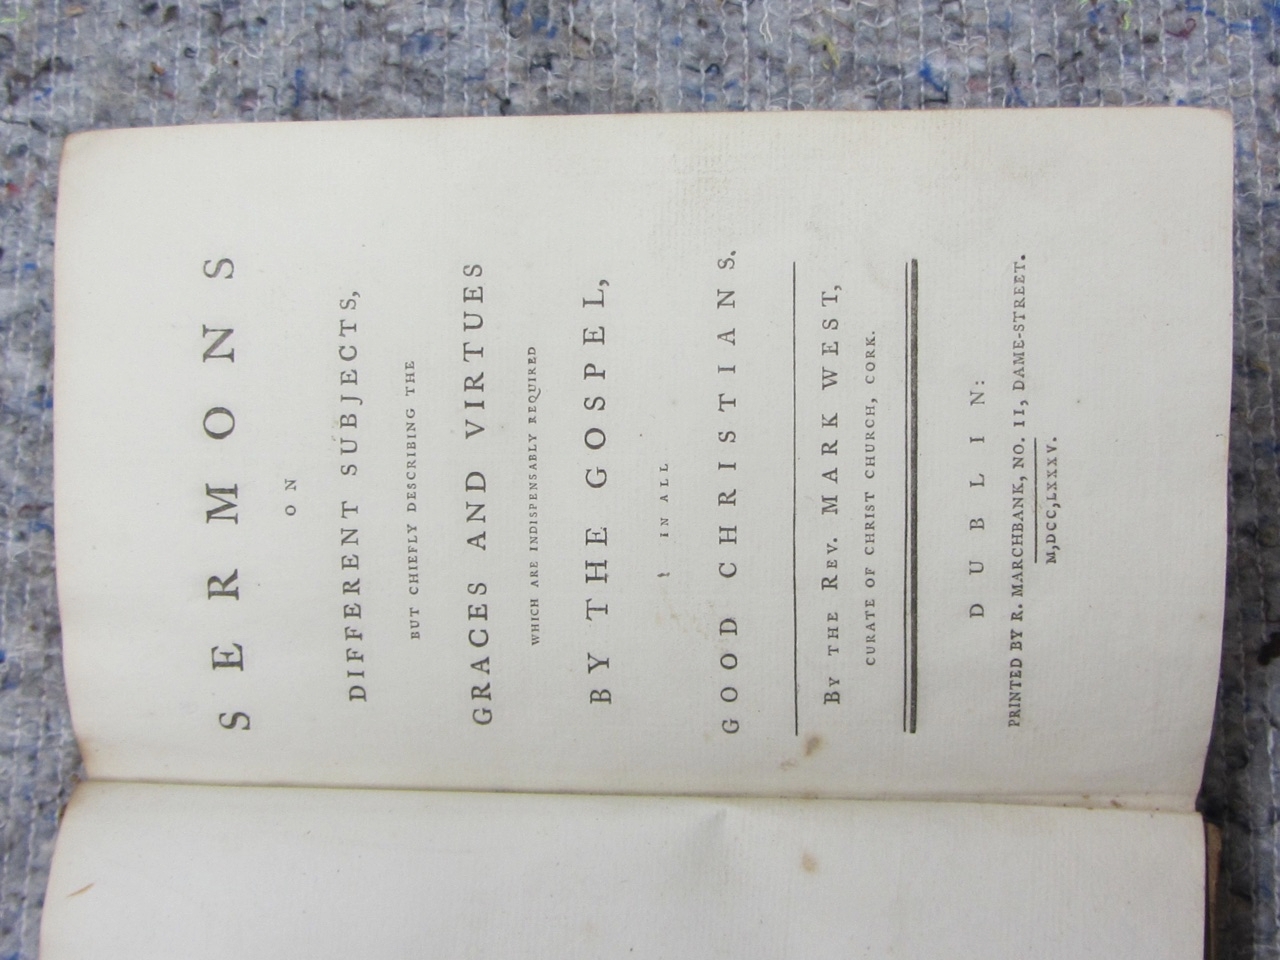 SERMONS
ON
DIFFERENT SUBJECTS,
BUT CHIEFLY DESCRIBING THE
GRACES AND VIRTUES
WHICH ARE INDISPENSABLY REQUIRED
BY THE GOSPEL,
IN ALL
GOOD CHRISTIANS.
BY THE REV. MARK WEST,
CURATE OF CHRIST CHURCH, CORK.
DUBLIN:
PRINTED BY R. MARCHBANK, NO. 11, DAME-STREET.
M,DCC,LXXXV.